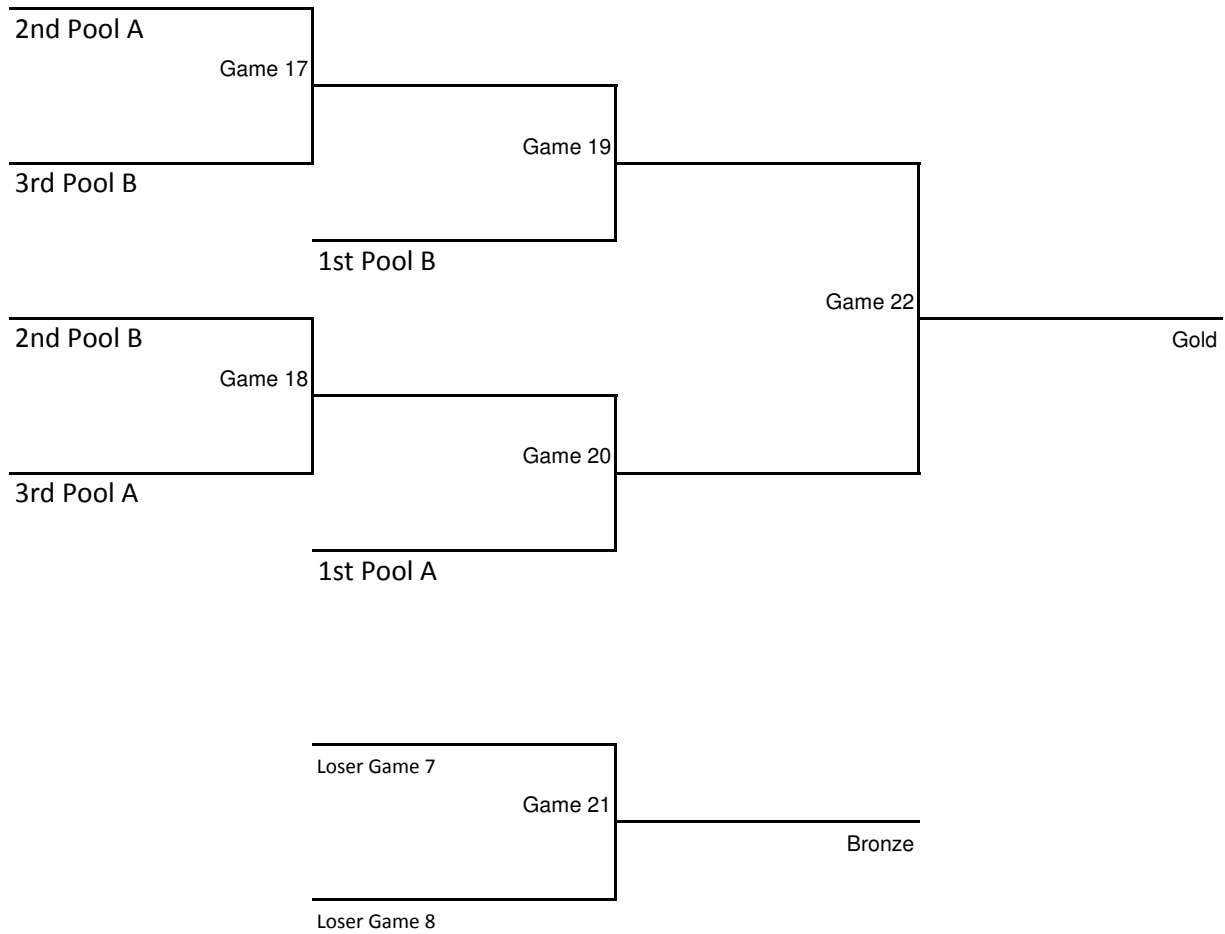 2nd Pool A
Game 17
3rd Pool B
Game 19
1st Pool B
2nd Pool B
Game 18
3rd Pool A
Game 20
1st Pool A
Game 22
Gold
Loser Game 7
Game 21
Loser Game 8
Bronze